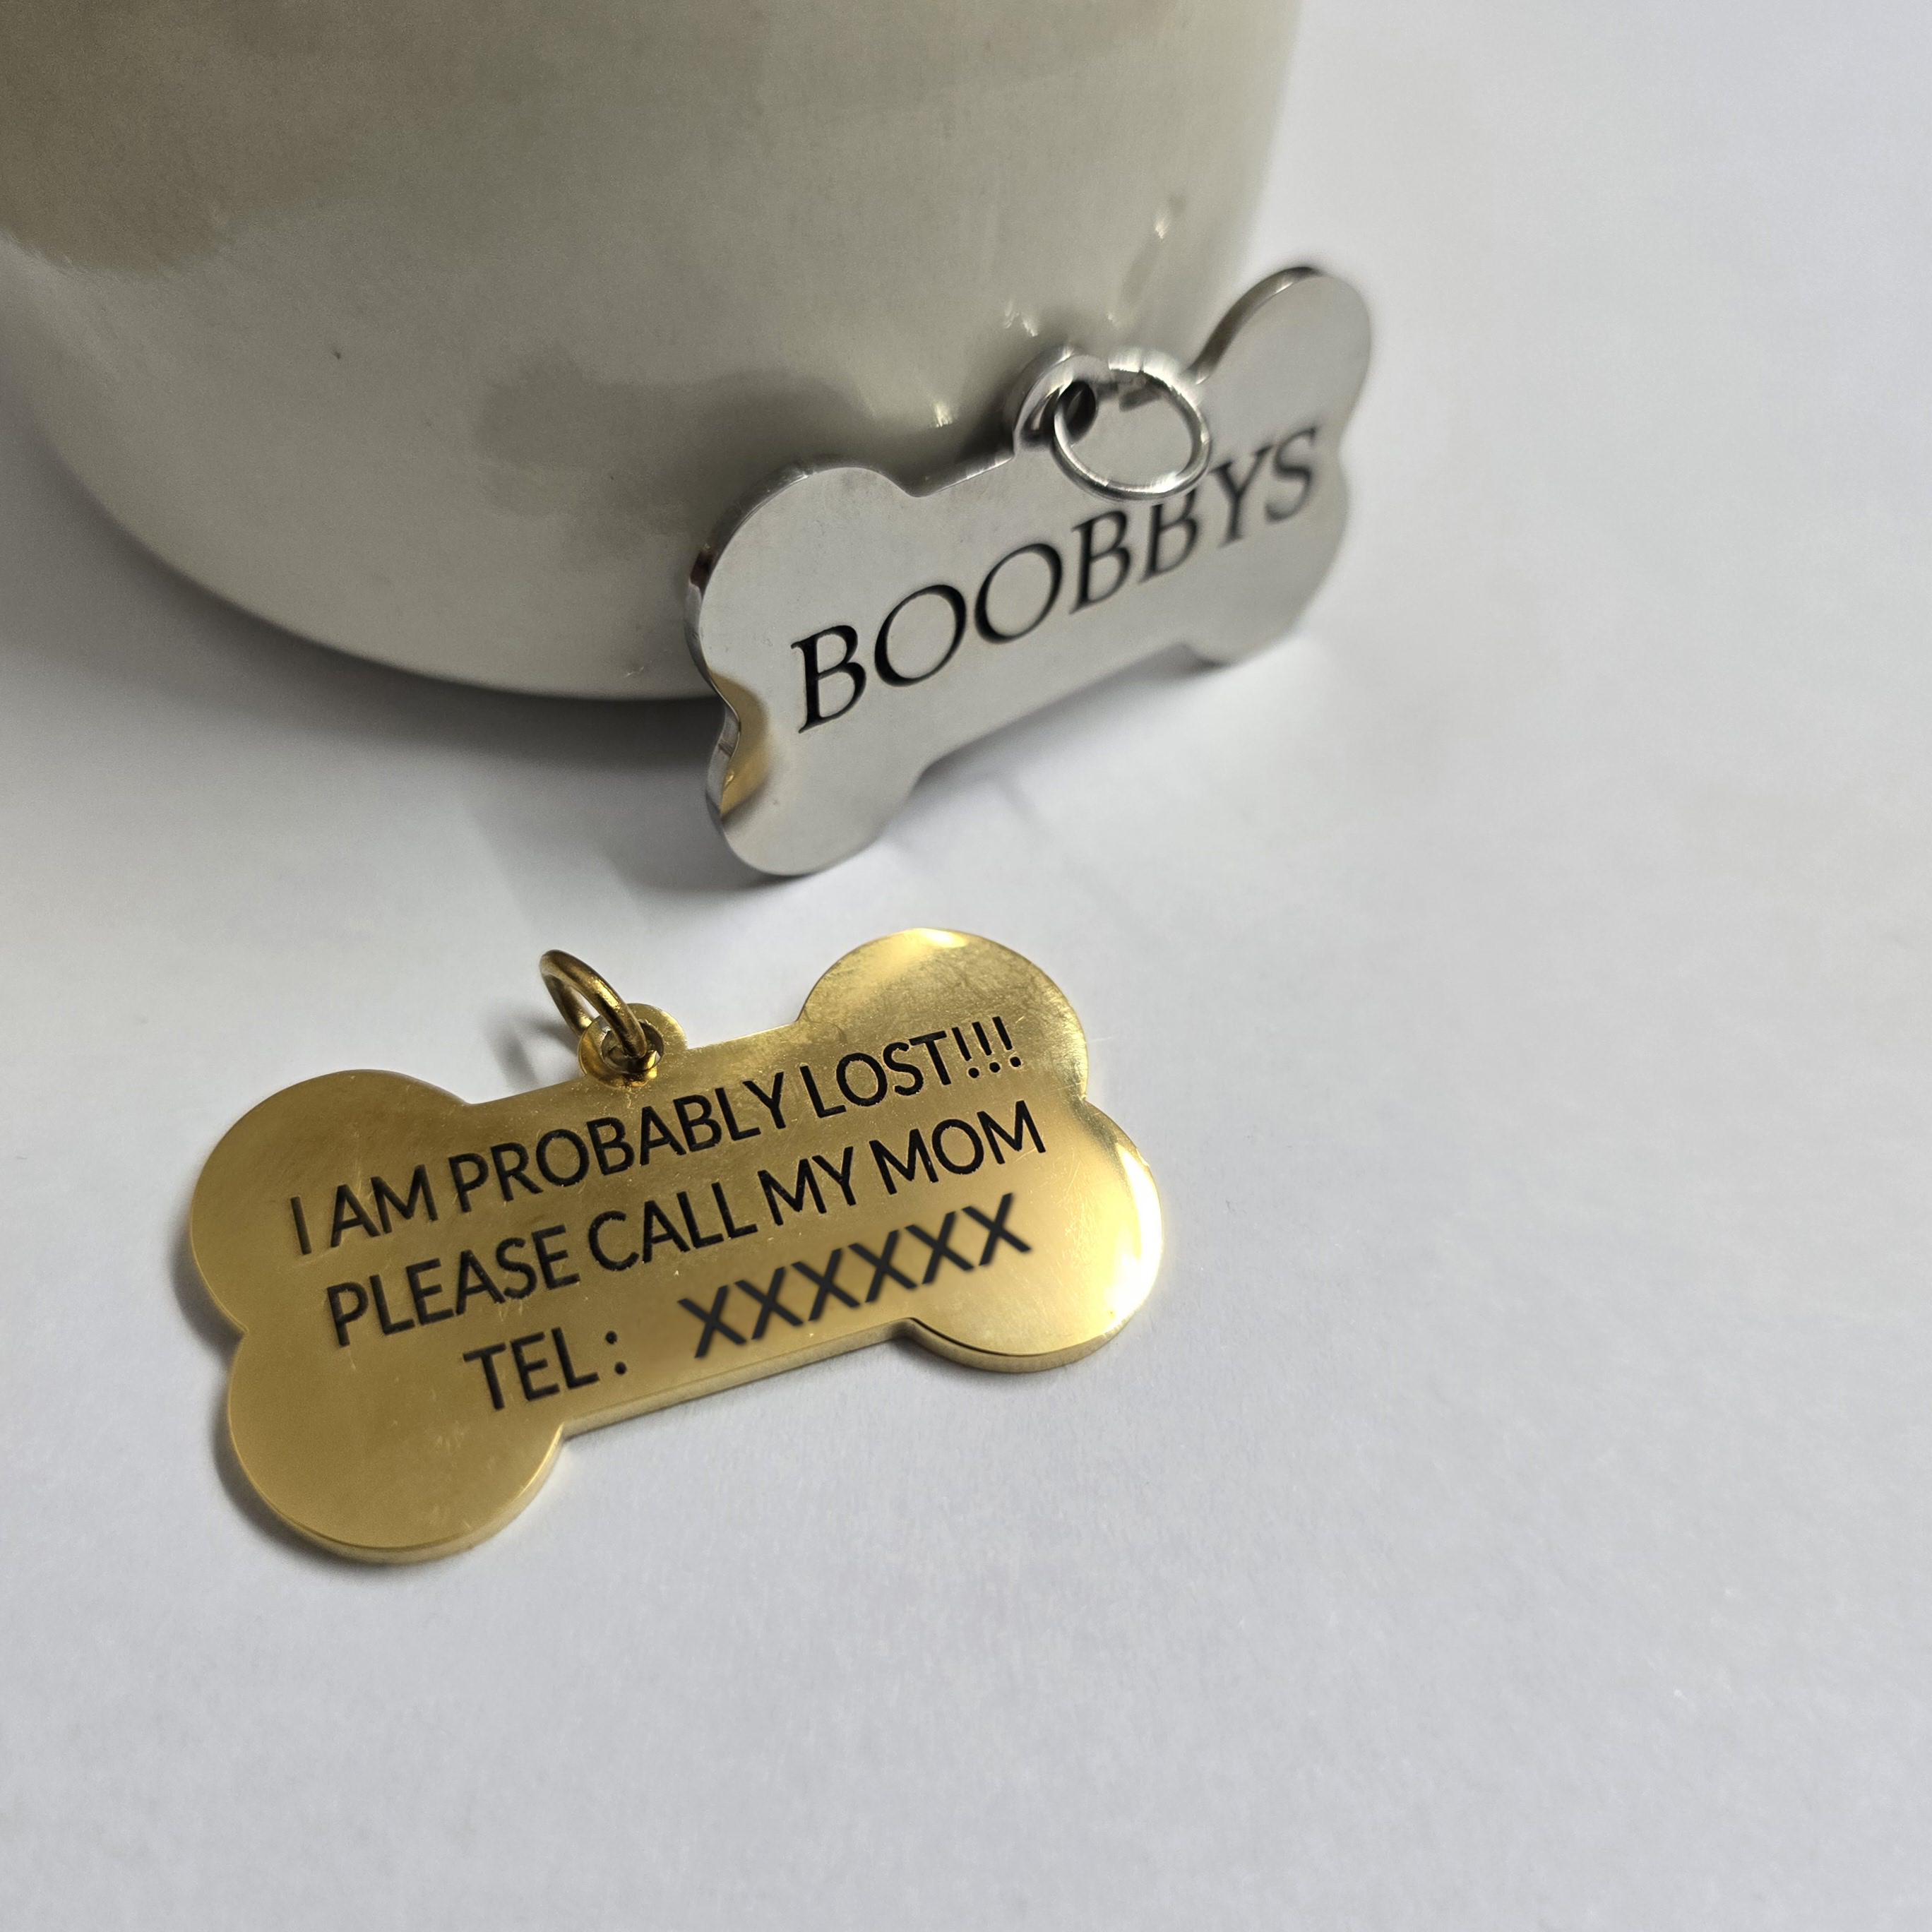 BOOBBYS
I AM PROBABLY LOST!!!
PLEASE CALL MY MOM
TEL : XXXXXX